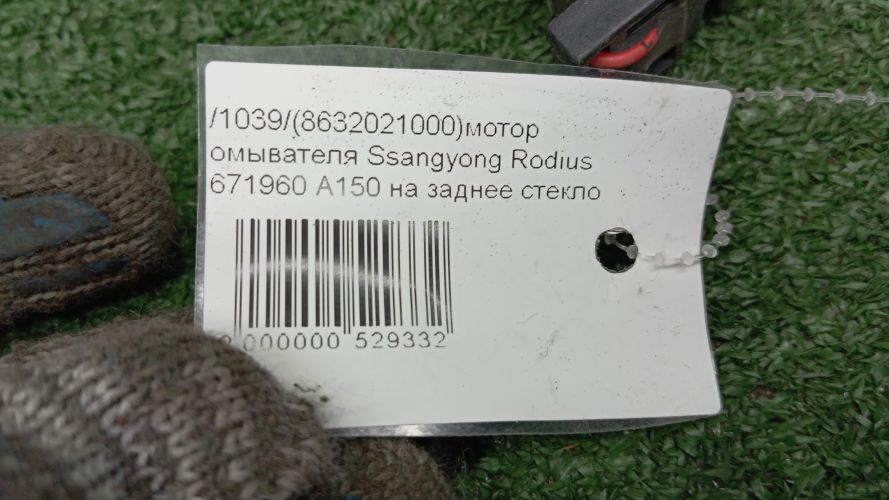 /1039/(8632021000)мотор
омывателя Ssangyong Rodius
671960 A150 на заднее стекло
000000 529332